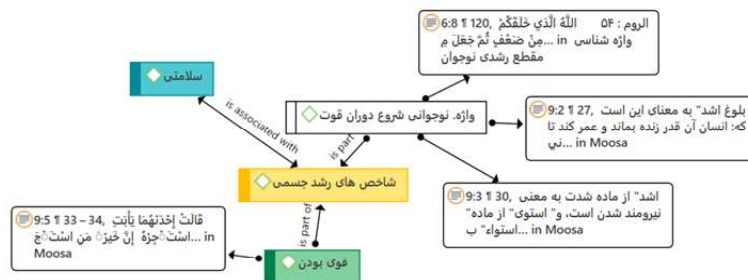 6:8 ¶ 120, الروم : ۵۴ اللَّهُ الَّذي خَلَقَكُمْ
مِنْ ضَعْفٍ ثُمَّ جَعَلَ مِ... in واژه شناسی
مقطع رشدی نوجوان
سلامتی
is associated with
واژه. نوجوانی شروع دوران قوت
is part
9:2 ¶ 27, بلوغ اشد" به معنای این است
که: انسان آن قدر زنده بماند و عمر کند تا
ني... in Moosa
شاخص های رشد جسمی
9:3 ¶ 30, اشد" از ماده شدت به معنی
نیرومند شدن است، و" استوی" از ماده"
استواء" ب... in Moosa
is part of
9:5 ¶ 33 – 34, قالَتْ إِحْدَىٰهُمَا يَٰأَبَتِ
اسْتَـْٔجِرْهُ إِنَّ خَيرَ مَنِ اسْتَـْٔجَ... in
Moosa
قوی بودن